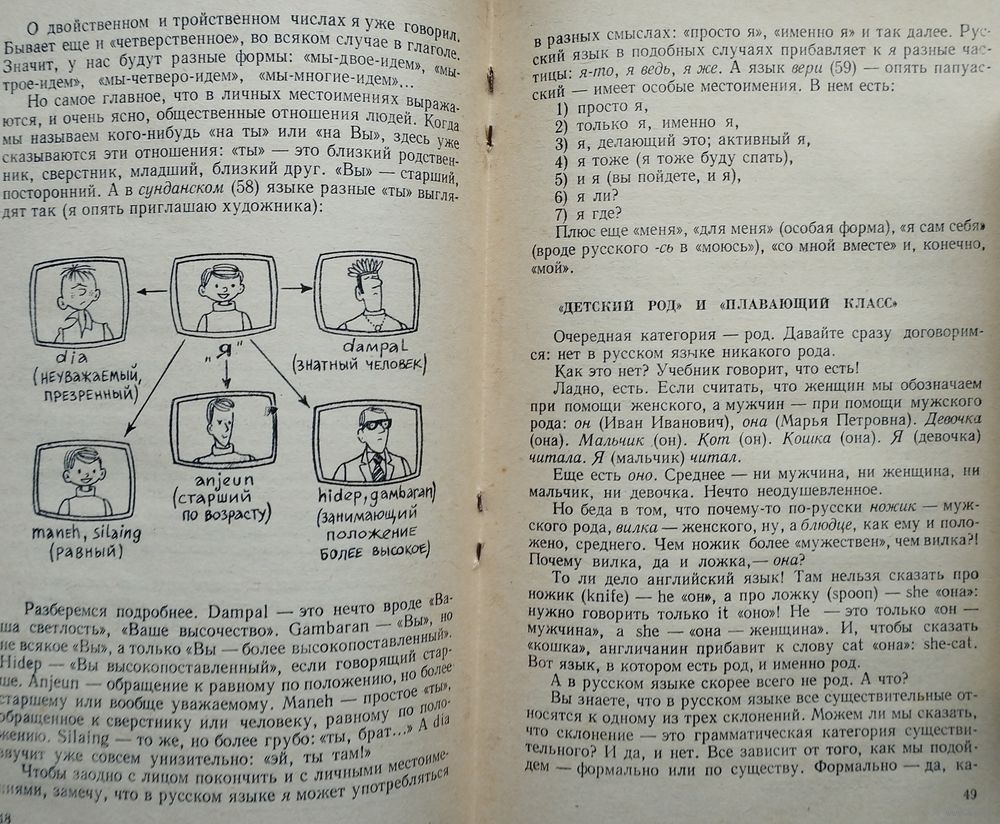 О двойственном и тройственном числах я уже говорил.
Бывает еще и «четверственное», во всяком случае в глаголе.
Значит, у нас будут разные формы: «мы-двое-идем», «мы-
трое-идем», «мы-четверо-идем», «мы-многие-идем»...
Но самое главное, что в личных местоимениях выража-
ются, и очень ясно, общественные отношения людей. Когда
мы называем кого-нибудь «на ты» или «на Вы», здесь уже
сказываются эти отношения: «ты» — это близкий родствен-
ник, сверстник, младший, близкий друг. «Вы» — старший,
посторонний. А в сунданском (58) языке разные «ты» выгля-
дят так (я опять приглашаю художника):
dia
(НЕУВАЖАЕМЫЙ,
ПРЕЗРЕННЫЙ)
„Я"
dampal
(ЗНАТНЫЙ ЧЕЛОВЕК)
maneh, silaing
(РАВНЫЙ)
anjeun
(СТАРШИЙ
ПО ВОЗРАСТУ)
hidep, gambaran)
(ЗАНИМАЮЩИЙ
ПОЛОЖЕНИЕ
БОЛЕЕ ВЫСОКОЕ)
Разберемся подробнее. Dampal — это нечто вроде «Ва-
ша светлость», «Ваше высочество». Gambaran — «Вы», но
не всякое «Вы», а только «Вы — более высокопоставленный».
Hidep — «Вы высокопоставленный», если говорящий стар-
ше. Anjeun — обращение к равному по положению, но более
старшему или вообще уважаемому. Maneh — простое «ты»,
обращенное к сверстнику или человеку, равному по поло-
жению. Silaing — то же, но более грубо: «ты, брат...» А dia
звучит уже совсем унизительно: «эй, ты там!»
Чтобы заодно с лицом покончить и с личными местоиме-
ниями, замечу, что в русском языке я может употребляться
48
в разных смыслах: «просто я», «именно я» и так далее. Рус-
ский язык в подобных случаях прибавляет к я разные час-
тицы: я-то, я ведь, я же. А язык вери (59) — опять папуас-
ский — имеет особые местоимения. В нем есть:
1) просто я,
2) только я, именно я,
3) я, делающий это; активный я,
4) я тоже (я тоже буду спать),
5) и я (вы пойдете, и я),
6) я ли?
7) я где?
Плюс еще «меня», «для меня» (особая форма), «я сам себя»
(вроде русского -сь в «моюсь»), «со мной вместе» и, конечно,
«мой».
«ДЕТСКИЙ РОД» И «ПЛАВАЮЩИЙ КЛАСС»
Очередная категория — род. Давайте сразу договорим-
ся: нет в русском языке никакого рода.
Как это нет? Учебник говорит, что есть!
Ладно, есть. Если считать, что женщин мы обозначаем
при помощи женского, а мужчин — при помощи мужского
рода: он (Иван Иванович), она (Марья Петровна). Девочка
(она). Мальчик (он). Кот (он). Кошка (она). Я (девочка)
читала. Я (мальчик) читал.
Еще есть оно. Среднее — ни мужчина, ни женщина, ни
мальчик, ни девочка. Нечто неодушевленное.
Но беда в том, что почему-то по-русски ножик — муж-
ского рода, вилка — женского, ну, а блюдце, как ему и поло-
жено, среднего. Чем ножик более «мужествен», чем вилка?!
Почему вилка, да и ложка,— она?
То ли дело английский язык! Там нельзя сказать про
ножик (knife) — he «он», а про ложку (spoon) — she «она»:
нужно говорить только it «оно»! He — это только «он —
мужчина», а she — «она — женщина». И, чтобы сказать
«кошка», англичанин прибавит к слову cat «она»: she-cat.
Вот язык, в котором есть род, и именно род.
А в русском языке скорее всего не род. А что?
Вы знаете, что в русском языке все существительные от-
носятся к одному из трех склонений. Можем ли мы сказать,
что склонение — это грамматическая категория существи-
тельного? И да, и нет. Все зависит от того, как мы подой-
дем — формально или по существу. Формально — да, ка-
49